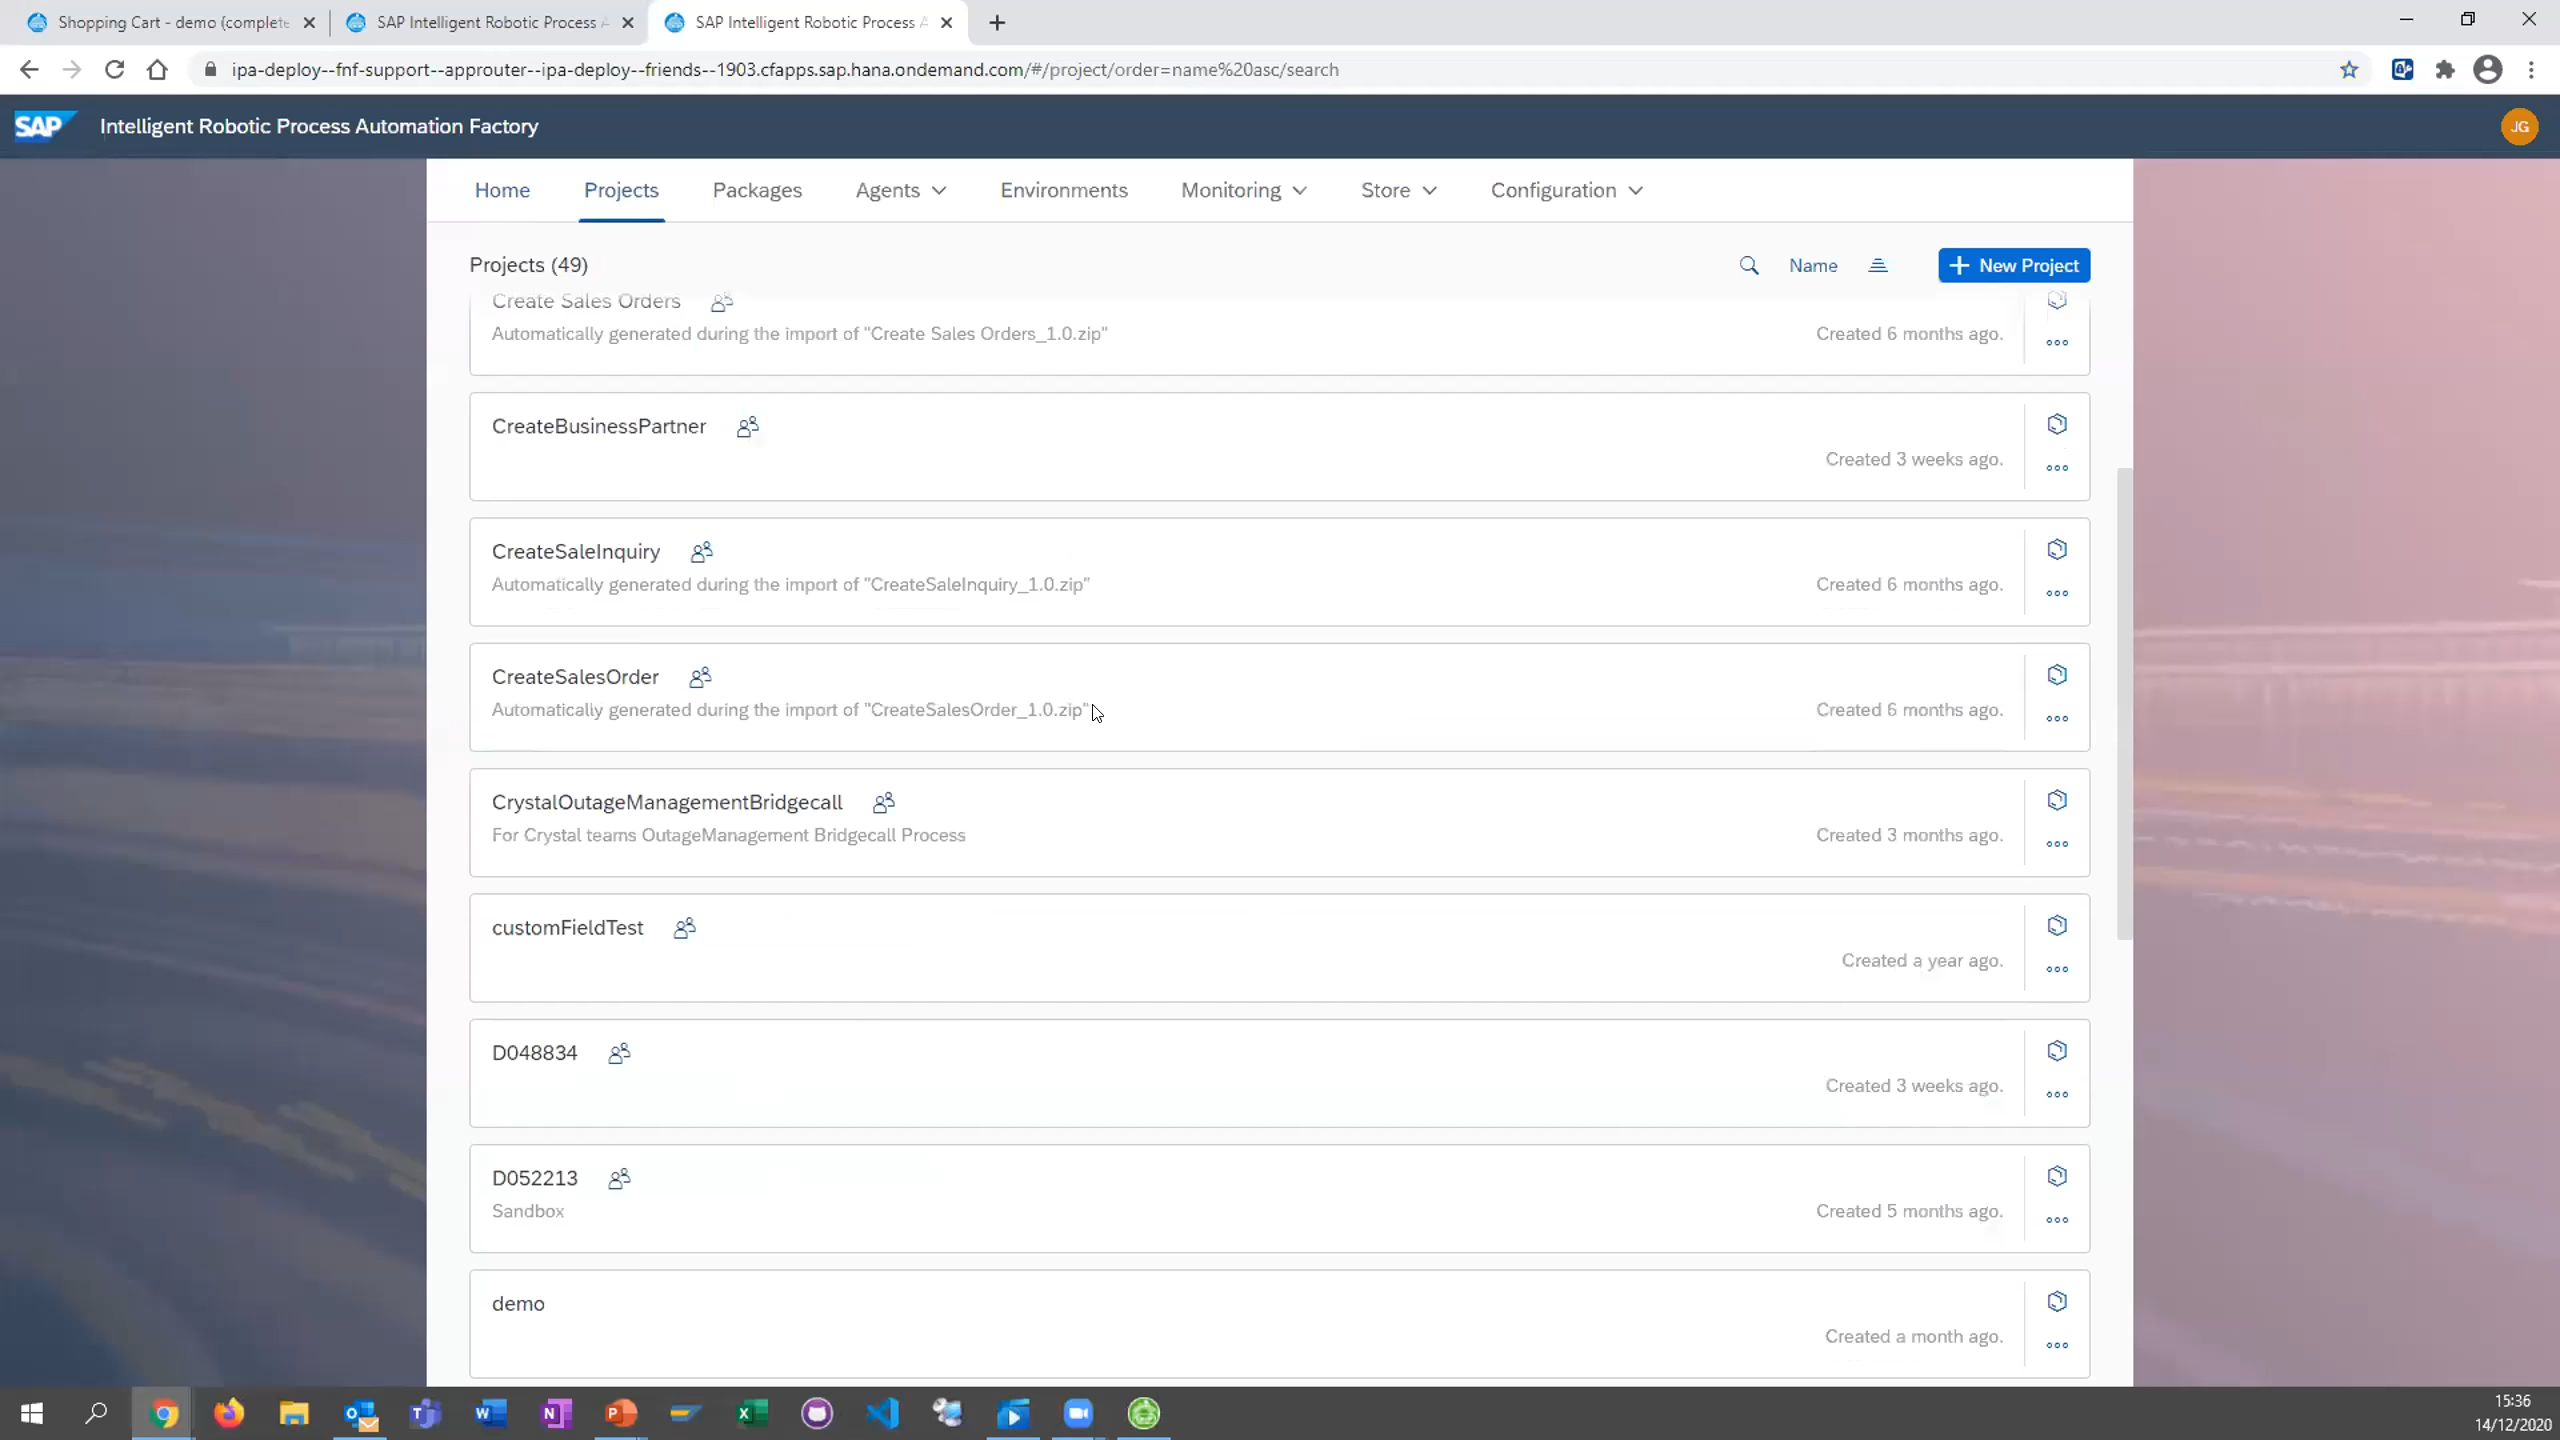 Shopping Cart - demo (complete
SAP Intelligent Robotic Process A
SAP Intelligent Robotic Process A
ipa-deploy--fnf-support--approuter--ipa-deploy--friends--1903.cfapps.sap.hana.ondemand.com/#/project/order=name%20asc/search
SAP Intelligent Robotic Process Automation Factory
JG
Home Projects Packages Agents Environments Monitoring Store Configuration
Projects (49)
Name
New Project
Create Sales Orders
Automatically generated during the import of "Create Sales Orders_1.0.zip"
Created 6 months ago.
CreateBusinessPartner
Created 3 weeks ago.
CreateSaleInquiry
Automatically generated during the import of "CreateSaleInquiry_1.0.zip"
Created 6 months ago.
CreateSalesOrder
Automatically generated during the import of "CreateSalesOrder_1.0.zip"
Created 6 months ago.
CrystalOutageManagementBridgecall
For Crystal teams OutageManagement Bridgecall Process
Created 3 months ago.
customFieldTest
Created a year ago.
D048834
Created 3 weeks ago.
D052213
Sandbox
Created 5 months ago.
demo
Created a month ago.
15:36
14/12/2020